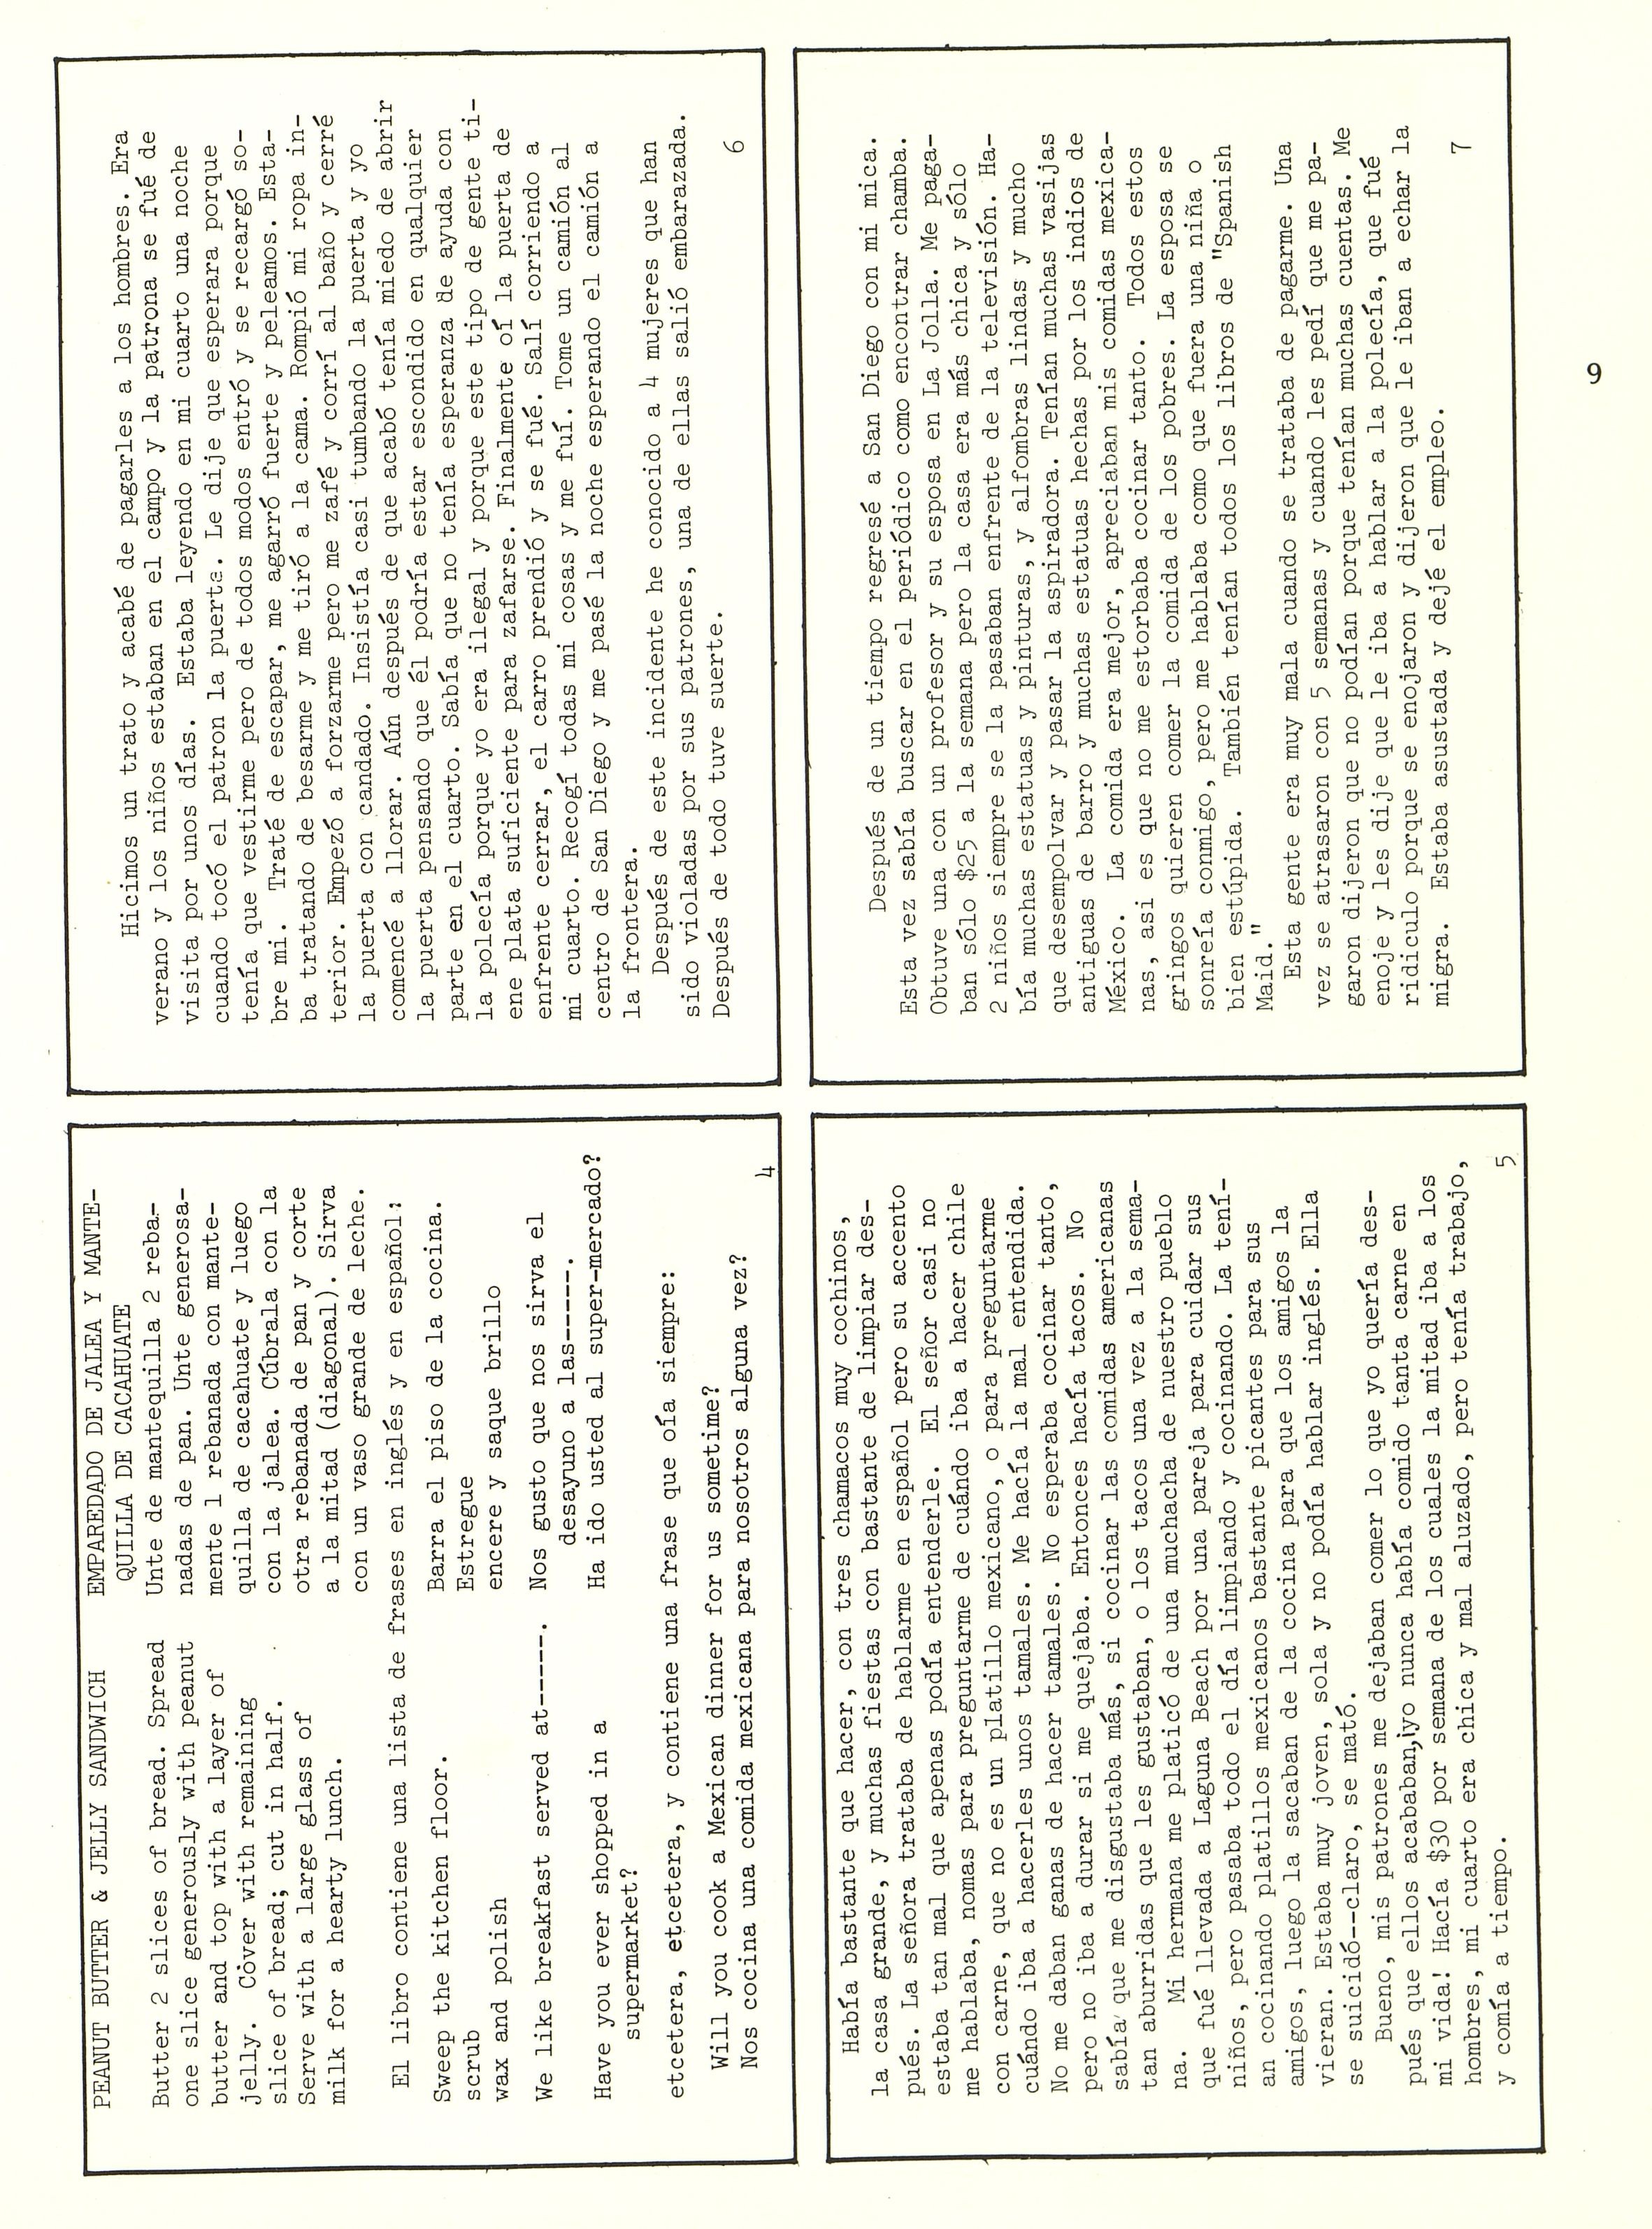 PEANUT BUTTER & JELLY SANDWICH
Butter 2 slices of bread. Spread
one slice generously with peanut
butter and top with a layer of
jelly. Cover with remaining
slice of bread; cut in half.
Serve with a large glass of
milk for a hearty lunch.
EMPAREDADO DE JALEA Y MANTE-
QUILLA DE CACAHUATE
Unte de mantequilla 2 reba-
nadas de pan. Unte generosa-
mente 1 rebanada con mante-
quilla de cacahuate y luego
con la jalea. Cúbrala con la
otra rebanada de pan y corte
a la mitad (diagonal). Sirva
con un vaso grande de leche.
El libro contiene una lista de frases en inglés y en español:
Sweep the kitchen floor. Barra el piso de la cocina.
scrub Estregue
wax and polish encere y saque brillo
We like breakfast served at------. Nos gusto que nos sirva el
desayuno a las------.
Have you ever shopped in a Ha ido usted al super-mercado?
supermarket?
etcetera, etcetera, y contiene una frase que oía siempre:
Will you cook a Mexican dinner for us sometime?
Nos cocina una comida mexicana para nosotros alguna vez?
4
Había bastante que hacer, con tres chamacos muy cochinos,
la casa grande, y muchas fiestas con bastante de limpiar des-
pués. La señora trataba de hablarme en español pero su accento
estaba tan mal que apenas podía entenderle. El señor casi no
me hablaba, nomas para preguntarme de cuándo iba a hacer chile
con carne, que no es un platillo mexicano, o para preguntarme
cuándo iba a hacerles unos tamales. Me hacía la mal entendida.
No me daban ganas de hacer tamales. No esperaba cocinar tanto,
pero no iba a durar si me quejaba. Entonces hacía tacos. No
sabía que me disgustaba más, si cocinar las comidas americanas
tan aburridas que les gustaban, o los tacos una vez a la sema-
na. Mi hermana me platicó de una muchacha de nuestro pueblo
que fué llevada a Laguna Beach por una pareja para cuidar sus
niños, pero pasaba todo el día limpiando y cocinando. La tení-
an cocinando platillos mexicanos bastante picantes para sus
amigos, luego la sacaban de la cocina para que los amigos la
vieran. Estaba muy joven, sola y no podía hablar inglés. Ella
se suicidó--claro, se mató.
Bueno, mis patrones me dejaban comer lo que yo quería des-
pués que ellos acababan,¡yo nunca había comido tanta carne en
mi vida! Hacía $30 por semana de los cuales la mitad iba a los
hombres, mi cuarto era chica y mal aluzado, pero tenía trabajo,
y comía a tiempo.
5
Hicimos un trato y acabé de pagarles a los hombres. Era
verano y los niños estaban en el campo y la patrona se fué de
visita por unos días. Estaba leyendo en mi cuarto una noche
cuando tocó el patron la puerta. Le dije que esperara porque
tenía que vestirme pero de todos modos entró y se recargó so-
bre mi. Traté de escapar, me agarró fuerte y peleamos. Esta-
ba tratando de besarme y me tiró a la cama. Rompió mi ropa in-
terior. Empezó a forzarme pero me zafé y corrí al baño y cerré
la puerta con candado. Insistía casi tumbando la puerta y yo
comencé a llorar. Aún después de que acabó tenía miedo de abrir
la puerta pensando que él podría estar escondido en qualquier
parte en el cuarto. Sabía que no tenía esperanza de ayuda con
la polecía porque yo era ilegal y porque este tipo de gente ti-
ene plata suficiente para zafarse. Finalmente oí la puerta de
enfrente cerrar, el carro prendió y se fué. Salí corriendo a
mi cuarto. Recogí todas mi cosas y me fuí. Tome un camión al
centro de San Diego y me pasé la noche esperando el camión a
la frontera.
Después de este incidente he conocido a 4 mujeres que han
sido violadas por sus patrones, una de ellas salió embarazada.
Después de todo tuve suerte.
6
Después de un tiempo regresé a San Diego con mi mica.
Esta vez sabía buscar en el periódico como encontrar chamba.
Obtuve una con un profesor y su esposa en La Jolla. Me paga-
ban sólo $25 a la semana pero la casa era más chica y sólo
2 niños siempre se la pasaban enfrente de la televisión. Ha-
bía muchas estatuas y pinturas, y alfombras lindas y mucho
que desempolvar y pasar la aspiradora. Tenían muchas vasijas
antiguas de barro y muchas estatuas hechas por los indios de
México. La comida era mejor, apreciaban mis comidas mexica-
nas, asi es que no me estorbaba cocinar tanto. Todos estos
gringos quieren comer la comida de los pobres. La esposa se
sonreía conmigo, pero me hablaba como que fuera una niña o
bien estúpida. También tenían todos los libros de "Spanish
Maid."
Esta gente era muy mala cuando se trataba de pagarme. Una
vez se atrasaron con 5 semanas y cuando les pedí que me pa-
garon dijeron que no podían porque tenían muchas cuentas. Me
enoje y les dije que le iba a hablar a la polecía, que fué
ridiculo porque se enojaron y dijeron que le iban a echar la
migra. Estaba asustada y dejé el empleo.
7
9